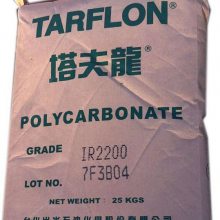 TARFLON®
塔夫龍®
POLYCARBONATE
GRADE IR2200
LOT NO. 7F3B04
NET WEIGHT: 25 KGS